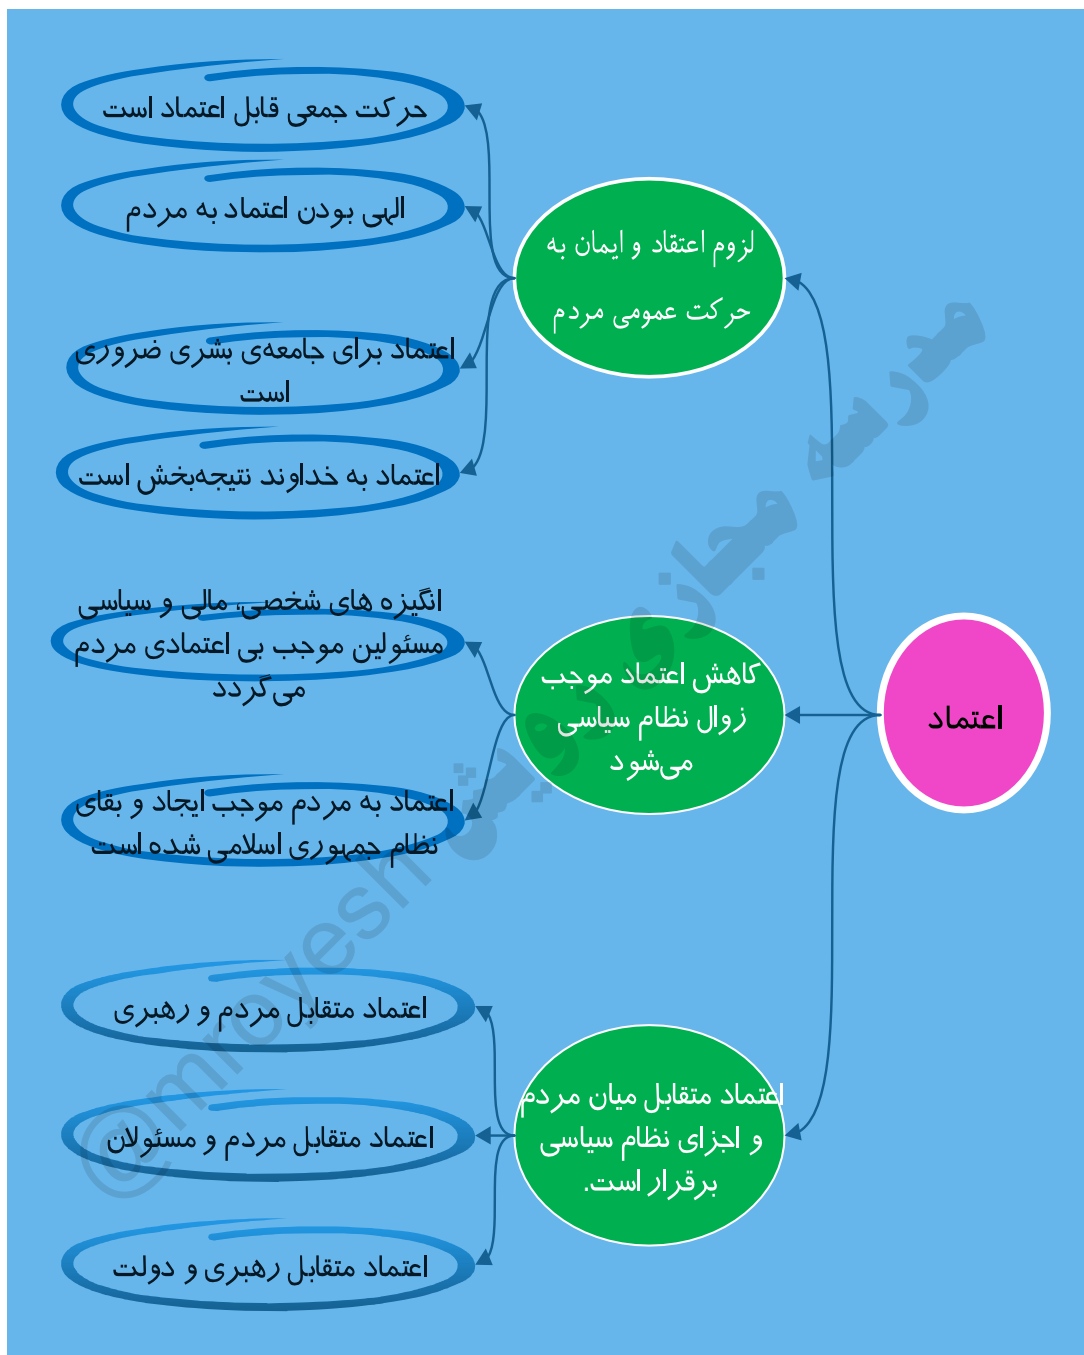 اعتماد
لزوم اعتقاد و ایمان به
حرکت عمومی مردم
حرکت جمعی قابل اعتماد است
الهی بودن اعتماد به مردم
اعتماد برای جامعه‌ی بشری ضروری
است
اعتماد به خداوند نتیجه‌بخش است
کاهش اعتماد موجب
زوال نظام سیاسی
می‌شود
انگیزه های شخصی، مالی و سیاسی
مسئولین موجب بی اعتمادی مردم
می‌گردد
اعتماد به مردم موجب ایجاد و بقای
نظام جمهوری اسلامی شده است
اعتماد متقابل میان مردم
و اجزای نظام سیاسی
برقرار است.
اعتماد متقابل مردم و رهبری
اعتماد متقابل مردم و مسئولان
اعتماد متقابل رهبری و دولت
مدرسه مجازی رویش
@mroyesh